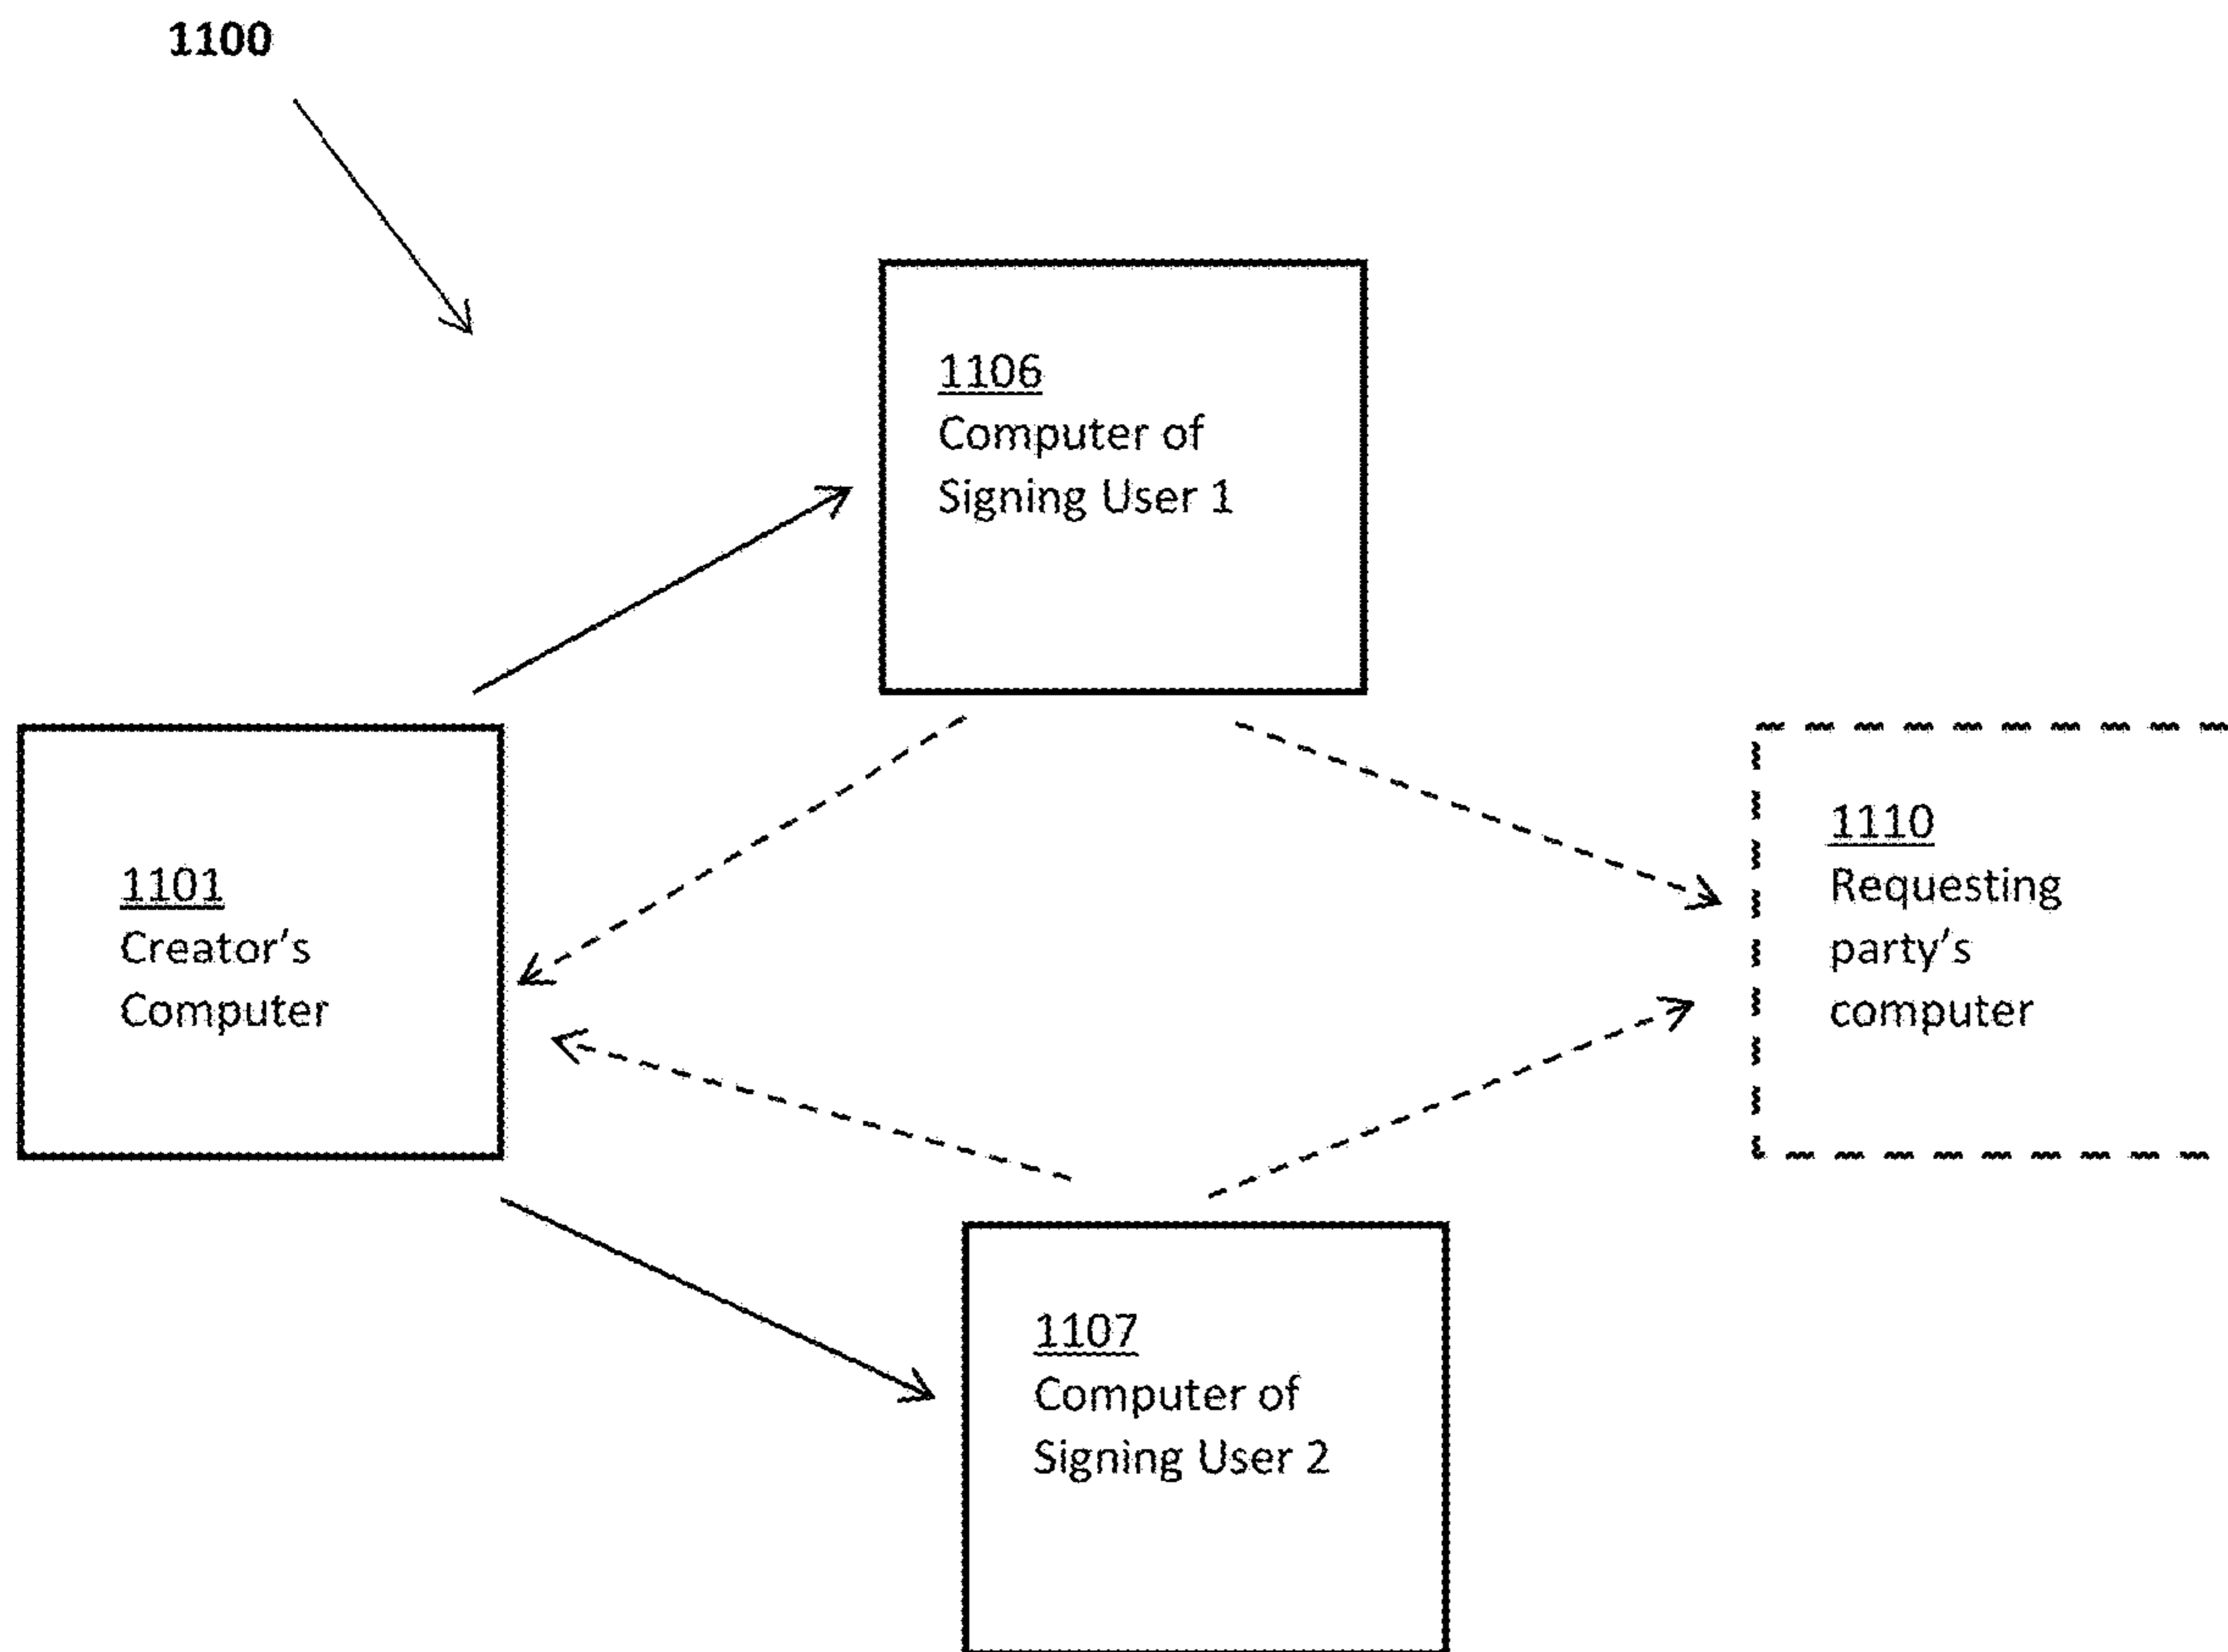 1100
1106
Computer of
Signing User 1
1101
Creator's
Computer
1110
Requesting
party's
computer
1107
Computer of
Signing User 2